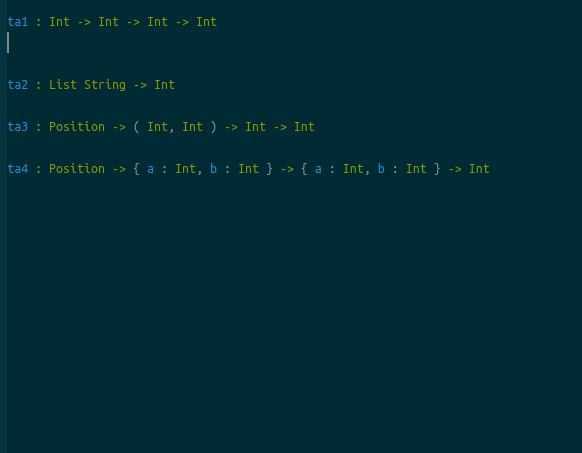 ta1 : Int -> Int -> Int -> Int
ta2 : List String -> Int
ta3 : Position -> ( Int, Int ) -> Int -> Int
ta4 : Position -> { a : Int, b : Int } -> { a : Int, b : Int } -> Int